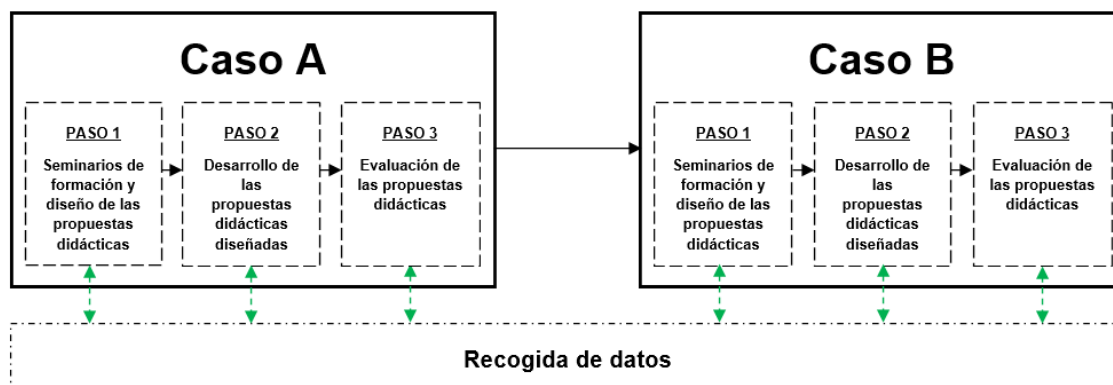 Caso A
PASO 1
Seminarios de
formación y
diseño de las
propuestas
didácticas
PASO 2
Desarrollo de
las
propuestas
didácticas
diseñadas
PASO 3
Evaluación de
las propuestas
didácticas
Caso B
PASO 1
Seminarios de
formación y
diseño de las
propuestas
didácticas
PASO 2
Desarrollo de
las
propuestas
didácticas
diseñadas
PASO 3
Evaluación de
las propuestas
didácticas
Recogida de datos